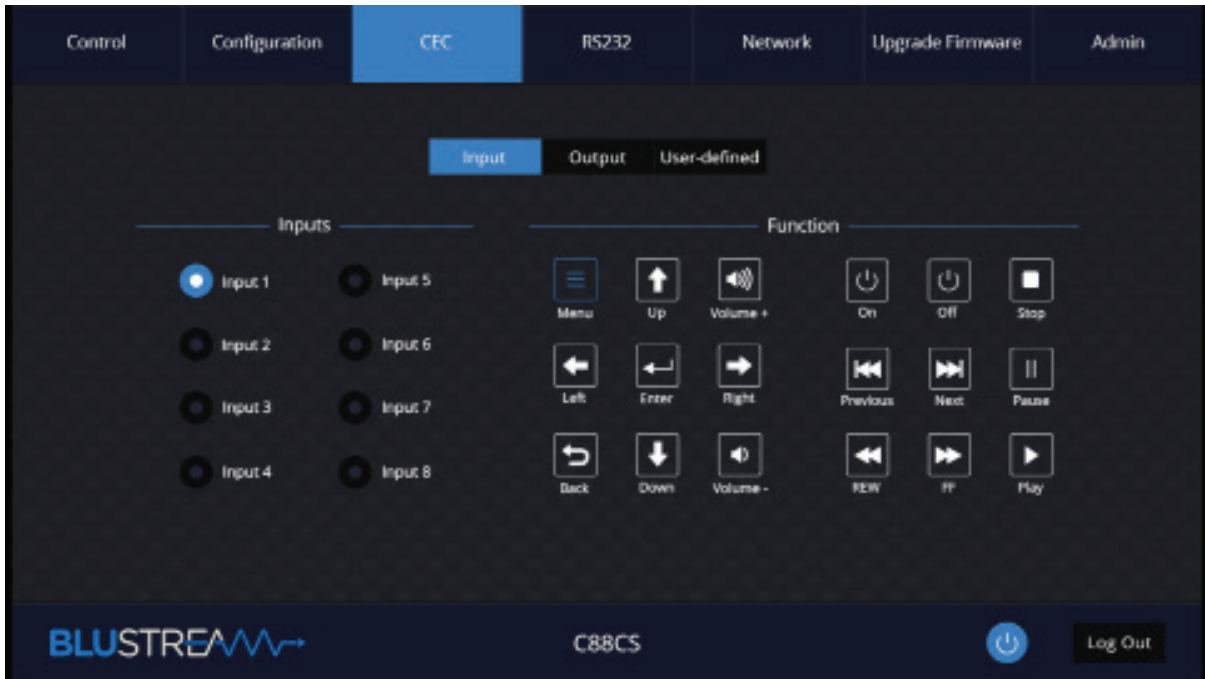 Control Configuration CEC RS232 Network Upgrade Firmware Admin
Input Output User-defined
Inputs Function
Input 1 Input 5
Menu Up Volume + On Off Stop
Input 2 Input 6
Left Enter Right Previous Next Pause
Input 3 Input 7
Input 4 Input 8
Back Down Volume - REW FF Play
BLUSTREAM C88CS Log Out